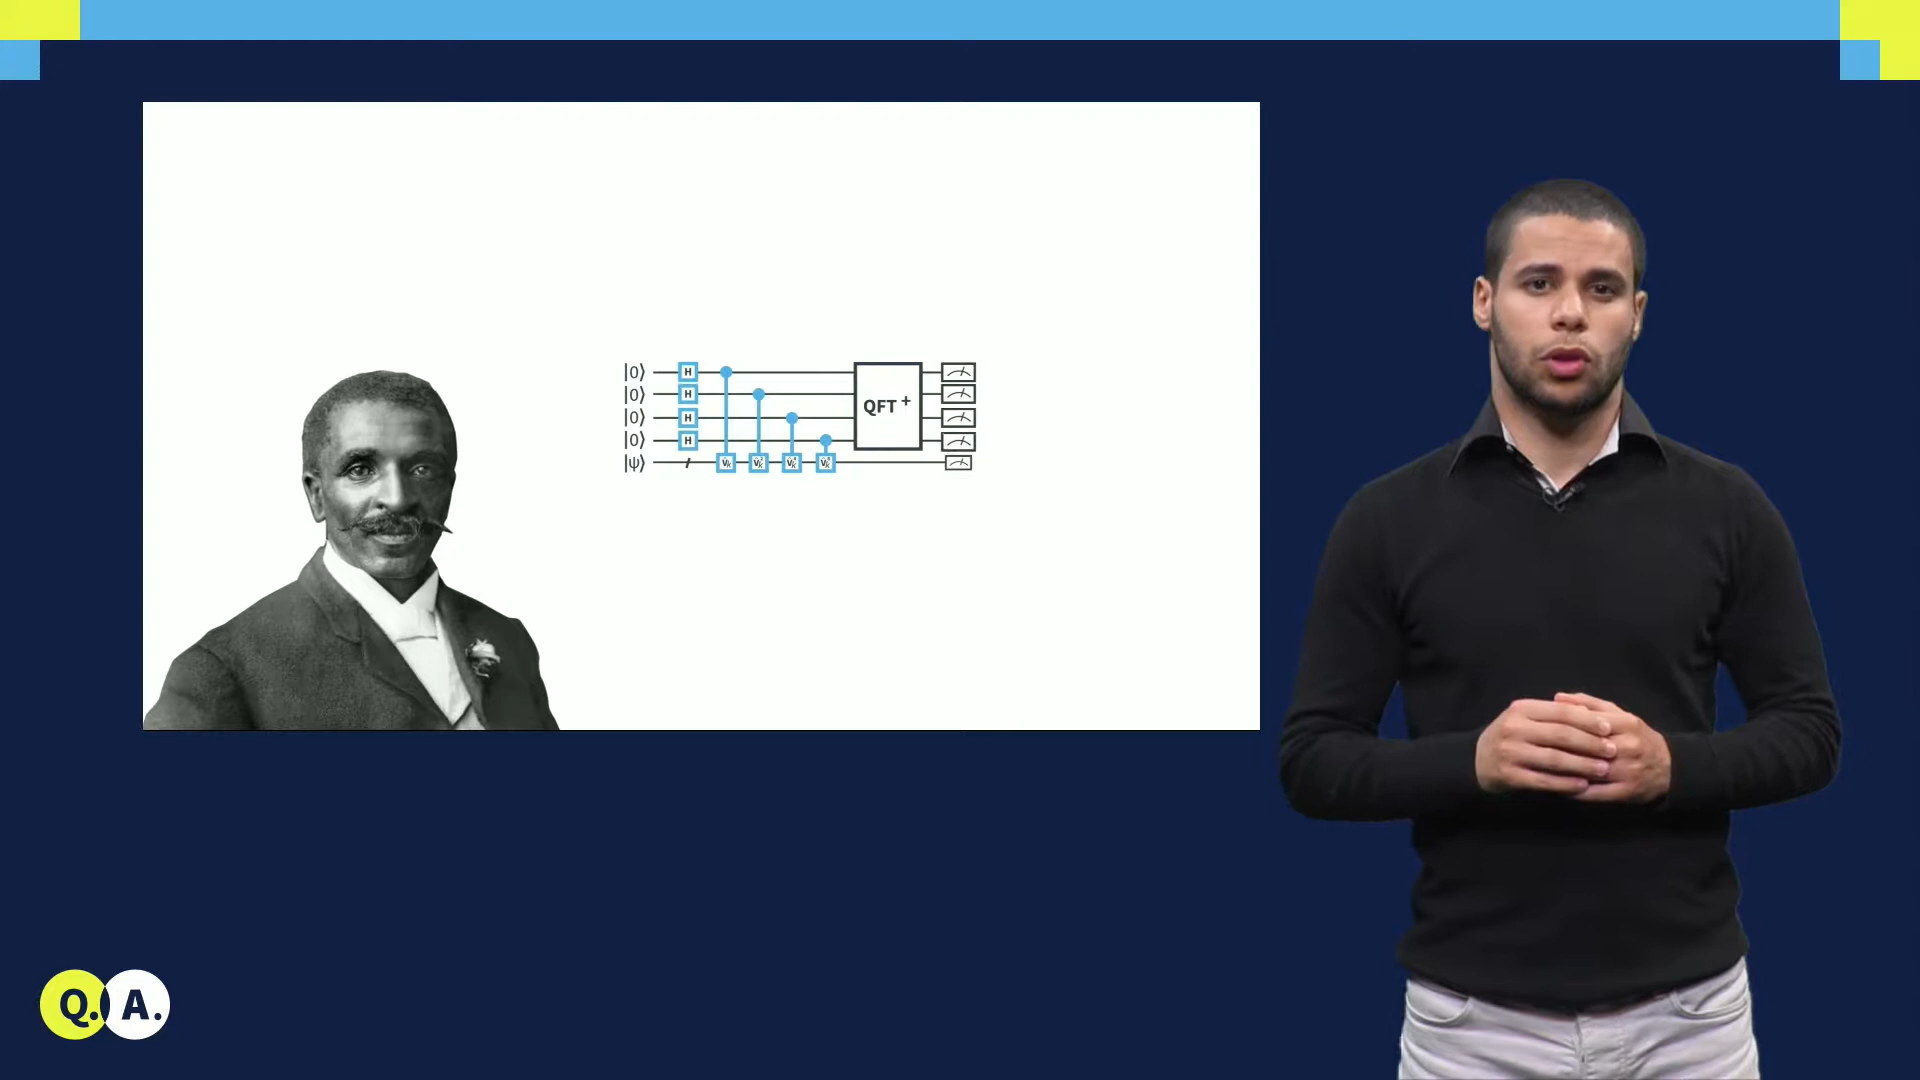 |0⟩ H
|0⟩ H
|0⟩ H
|0⟩ H
|ψ⟩
QFT +
Q. A.